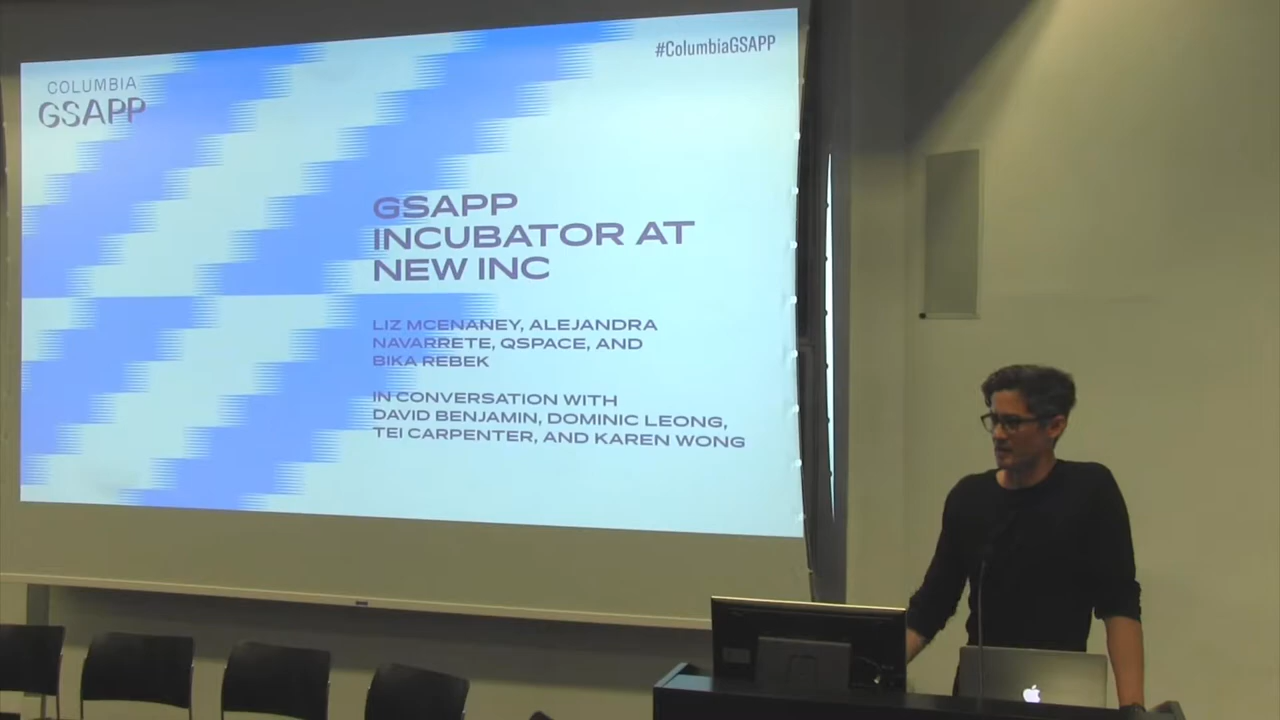 COLUMBIA
GSAPP
#ColumbiaGSAPP
GSAPP
INCUBATOR AT
NEW INC
LIZ MCENANEY, ALEJANDRA
NAVARRETE, QSPACE, AND
BIKA REBEK
IN CONVERSATION WITH
DAVID BENJAMIN, DOMINIC LEONG,
TEI CARPENTER, AND KAREN WONG